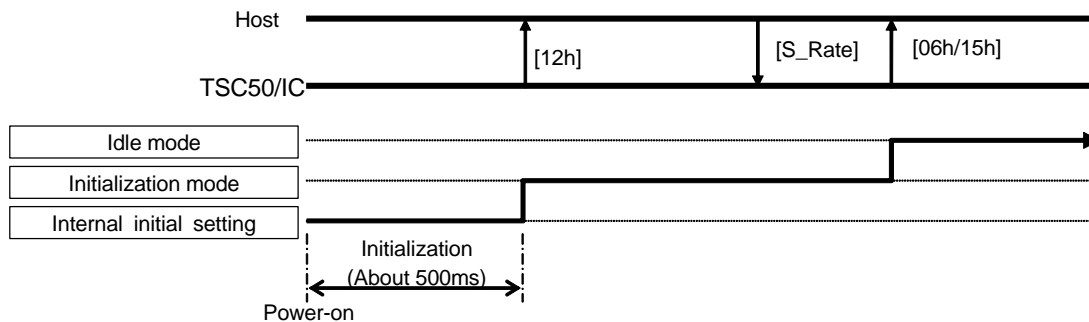 Host
[12h]
[S_Rate]
[06h/15h]
TSC50/IC
Idle mode
Initialization mode
Internal initial setting
Initialization
(About 500ms)
Power-on